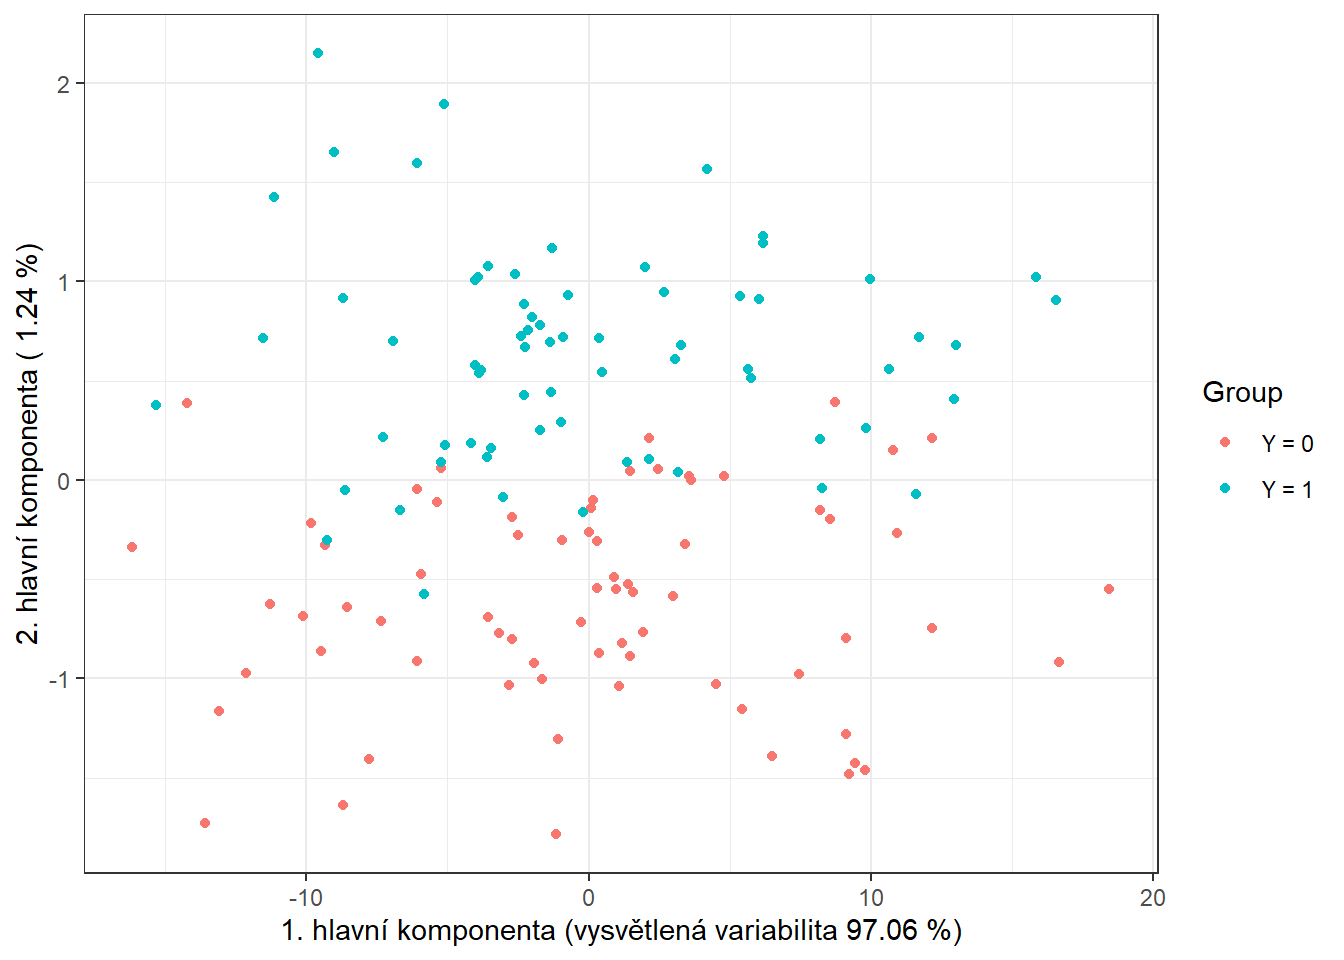 2
1
0
-1
-10
0
10
20
1. hlavní komponenta (vysvětlená variabilita 97.06 %)
2. hlavní komponenta ( 1.24 %)
Group
Y = 0
Y = 1